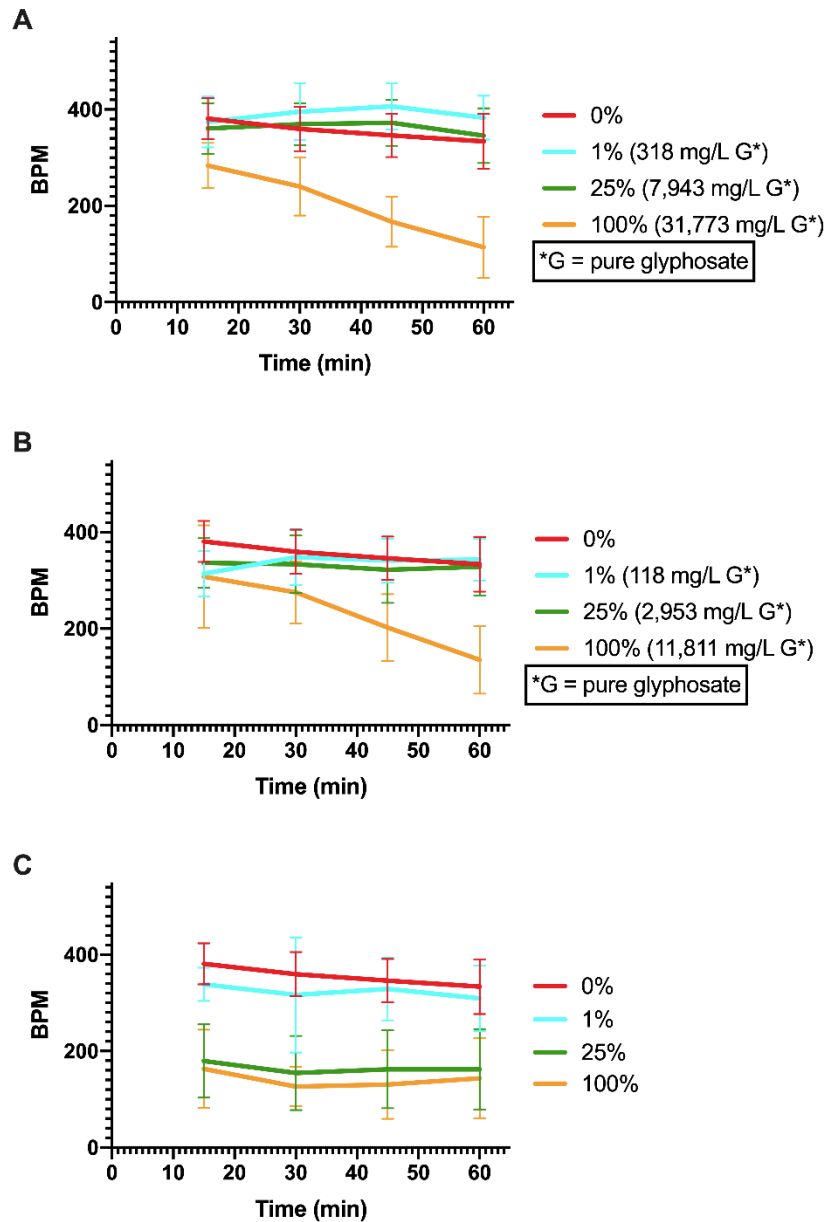 A
BPM
400
200
0
0 10 20 30 40 50 60
Time (min)
0%
1% (318 mg/L G*)
25% (7,943 mg/L G*)
100% (31,773 mg/L G*)
*G = pure glyphosate
B
BPM
400
200
0
0 10 20 30 40 50 60
Time (min)
0%
1% (118 mg/L G*)
25% (2,953 mg/L G*)
100% (11,811 mg/L G*)
*G = pure glyphosate
C
BPM
400
200
0
0 10 20 30 40 50 60
Time (min)
0%
1%
25%
100%